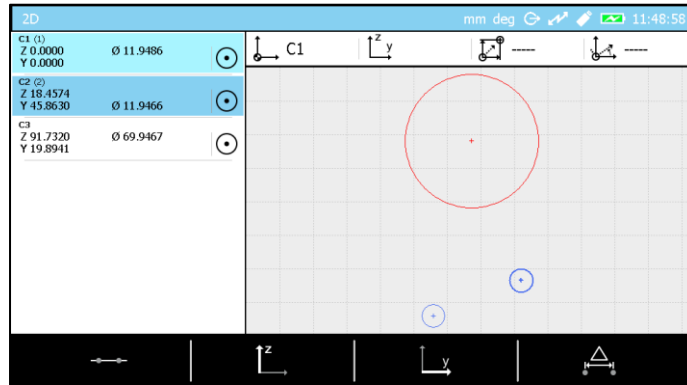 2D mm deg 11:48:58
C1 (1)
Z 0.0000 Ø 11.9486
Y 0.0000
C2 (2)
Z 18.4574
Y 45.8630 Ø 11.9466
C3
Z 91.7320 Ø 69.9467
Y 19.8941
C1 z y ----- -----
z y